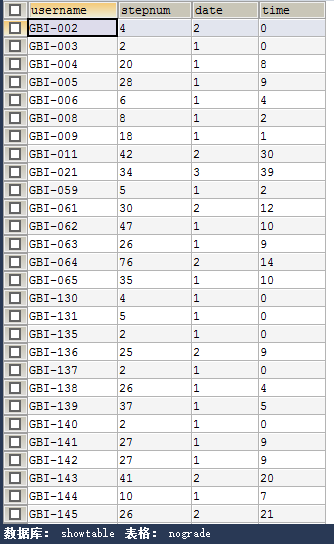 username stepnum date time
GBI-002 4 2 0
GBI-003 2 1 0
GBI-004 20 1 8
GBI-005 28 1 9
GBI-006 6 1 4
GBI-008 8 1 2
GBI-009 18 1 1
GBI-011 42 2 30
GBI-021 34 3 39
GBI-059 5 1 2
GBI-061 30 2 12
GBI-062 47 1 10
GBI-063 26 1 9
GBI-064 76 2 14
GBI-065 35 1 10
GBI-130 4 1 0
GBI-131 5 1 0
GBI-135 2 1 0
GBI-136 25 2 9
GBI-137 2 1 0
GBI-138 26 1 4
GBI-139 37 1 5
GBI-140 2 1 0
GBI-141 27 1 9
GBI-142 27 1 9
GBI-143 41 2 20
GBI-144 10 1 7
GBI-145 26 2 21
数据库: showtable 表格: nograde